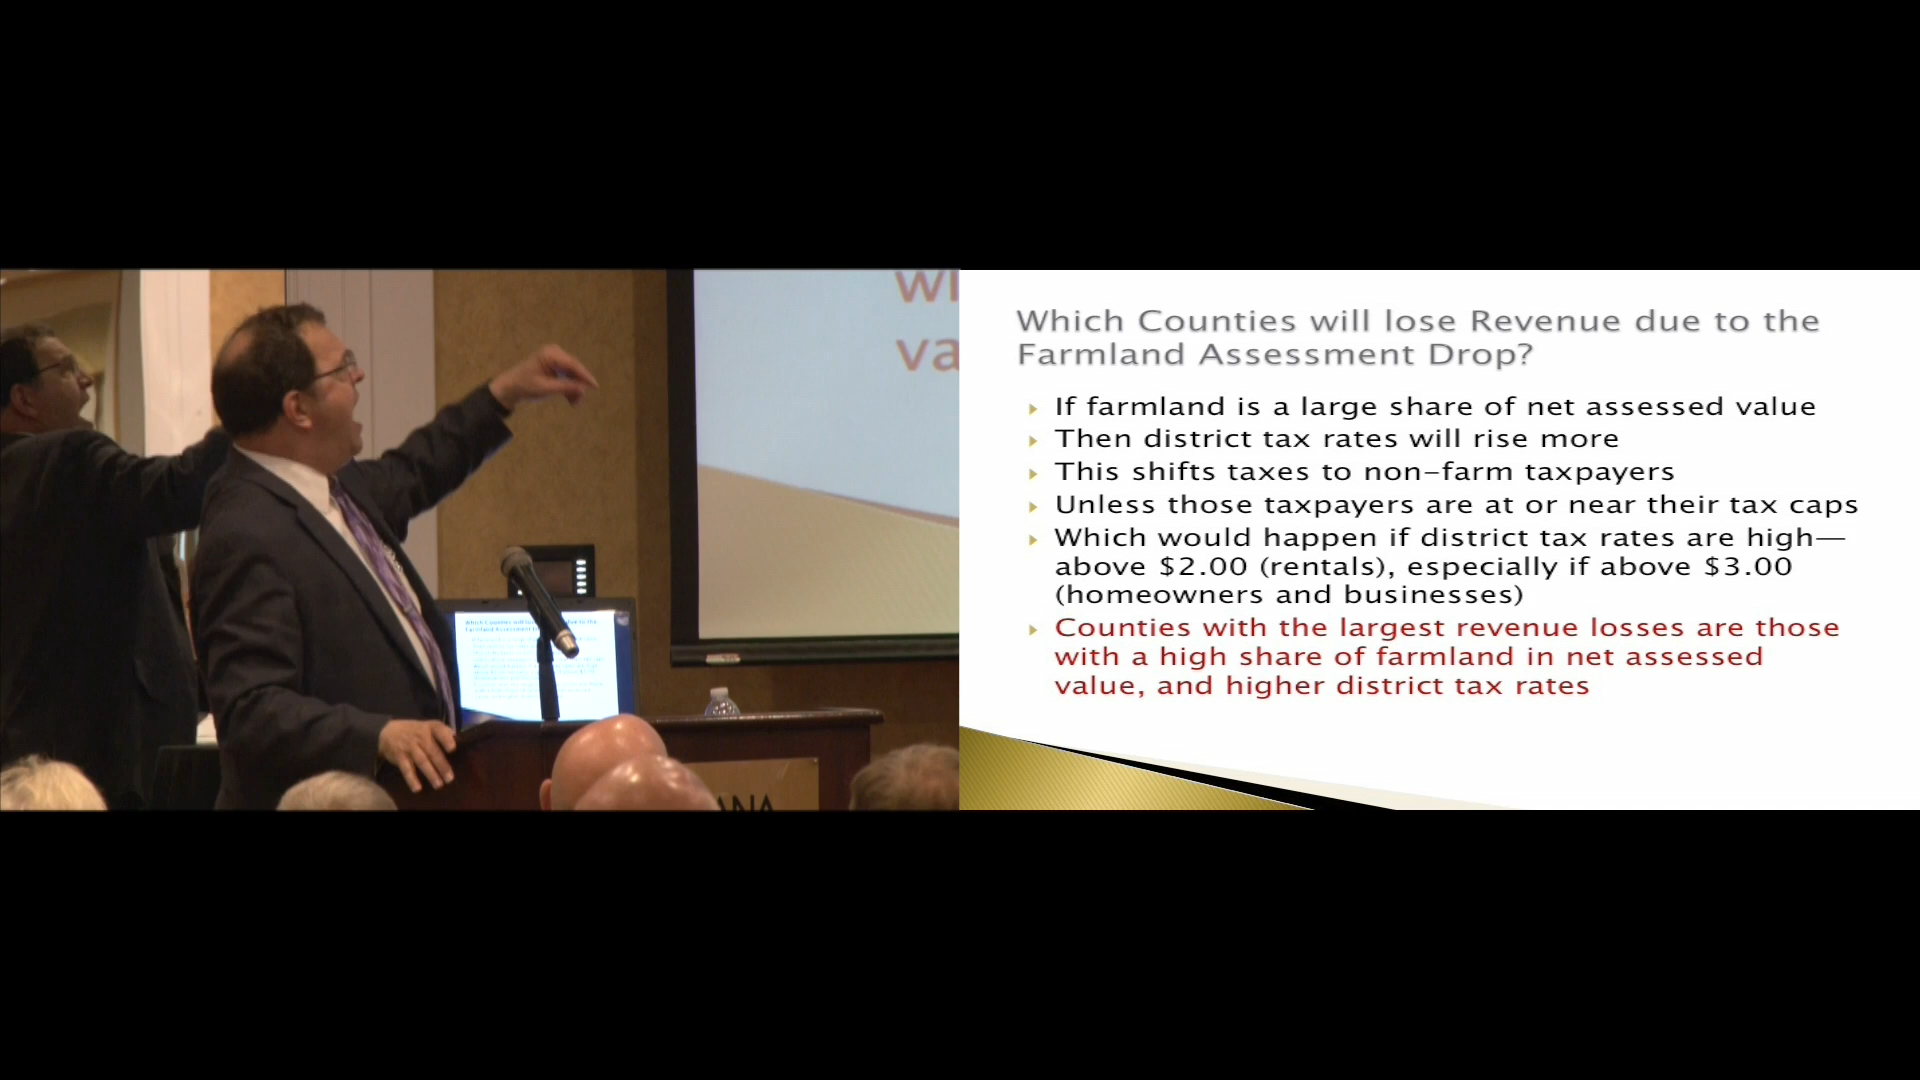 wi
va
Which Counties will lose Revenue due to the
Farmland Assessment Drop?
If farmland is a large share of net assessed value
Then district tax rates will rise more
This shifts taxes to non-farm taxpayers
Unless those taxpayers are at or near their tax caps
Which would happen if district tax rates are high—
above $2.00 (rentals), especially if above $3.00
(homeowners and businesses)
Counties with the largest revenue losses are those
with a high share of farmland in net assessed
value, and higher district tax rates